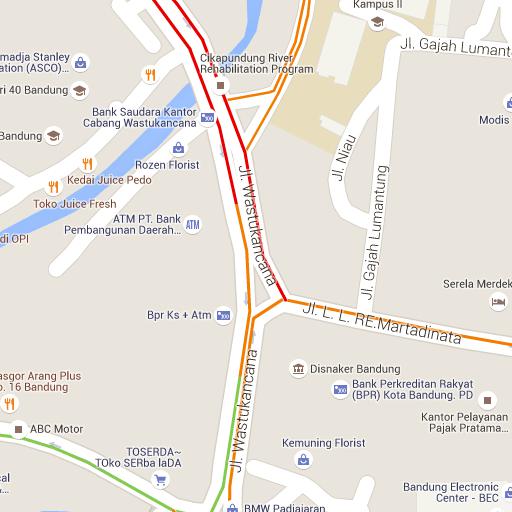 Kampus II
Jl. Gajah Lumanta
madja Stanley
ation (ASCO)...
Cikapundung River
Rehabilitation Program
ri 40 Bandung
Bank Saudara Kantor
Cabang Wastukancana
Modis
Bandung
Rozen Florist
Jl. Niau
Kedai Juice Pedo
Toko Juice Fresh
Jl. Wastukancana
Jl. Gajah Lumantung
ATM PT. Bank
Pembangunan Daerah...
ATM
di OPI
Serela Merdek
Bpr Ks + Atm
Jl. L. L. RE.Martadinata
Disnaker Bandung
Jl. Wastukancana
asgor Arang Plus
o. 16 Bandung
Bank Perkreditan Rakyat
(BPR) Kota Bandung. PD
Kantor Pelayanan
Pajak Pratama...
ABC Motor
Kemuning Florist
TOSERDA~
TOko SERba laDA
cal
Bandung Electronic
Center - BEC
BMW Padjajaran